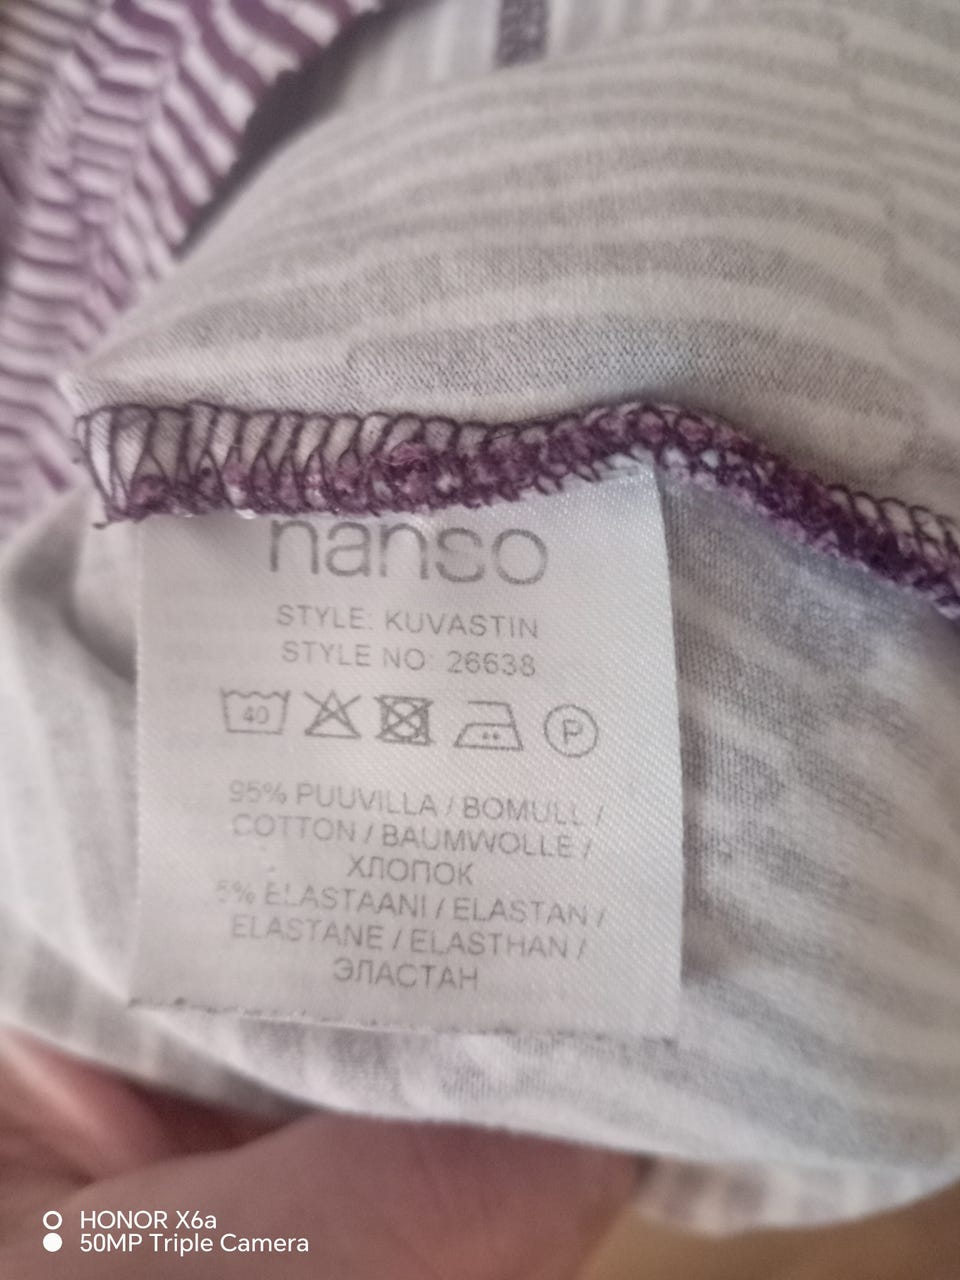 nanso
STYLE: KUVASTIN
STYLE NO: 26638
40 P
95% PUUVILLA / BOMULL /
COTTON / BAUMWOLLE /
ХЛОПОК
5% ELASTAANI / ELASTAN /
ELASTANE / ELASTHAN /
ЭЛАСТАН
HONOR X6a
50MP Triple Camera